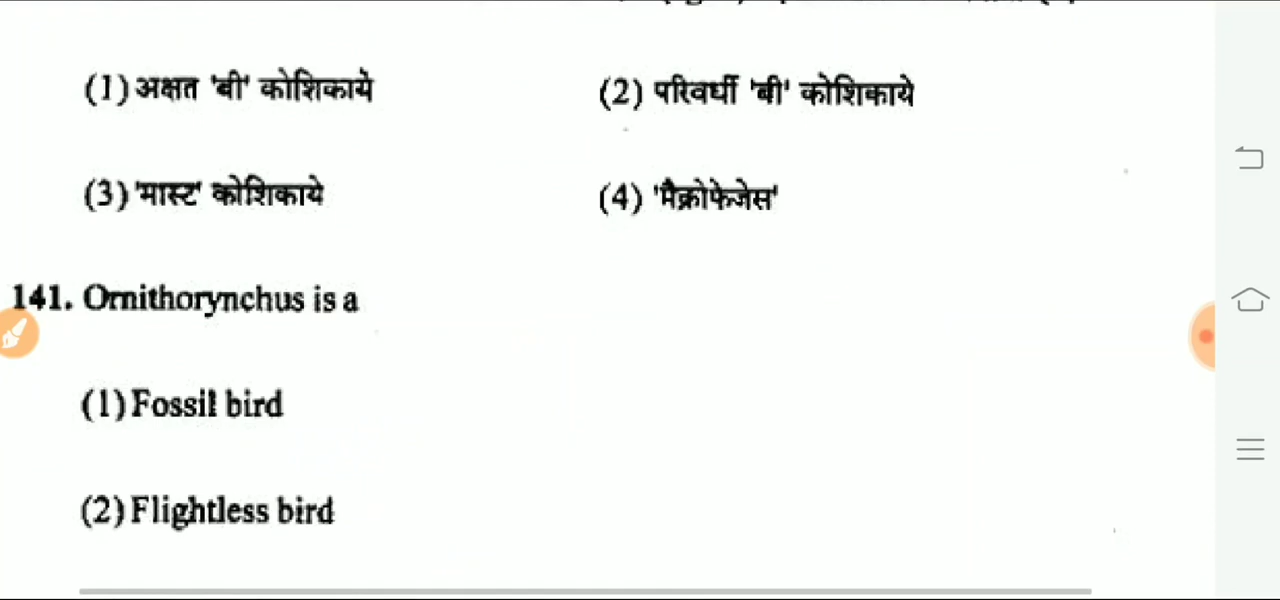 (1) अक्षत 'बी' कोशिकाये (2) परिवर्धी 'बी' कोशिकाये
(3) 'मास्ट' कोशिकाये (4) 'मैक्रोफेजेस'
141. Ornithorynchus is a
(1) Fossil bird
(2) Flightless bird